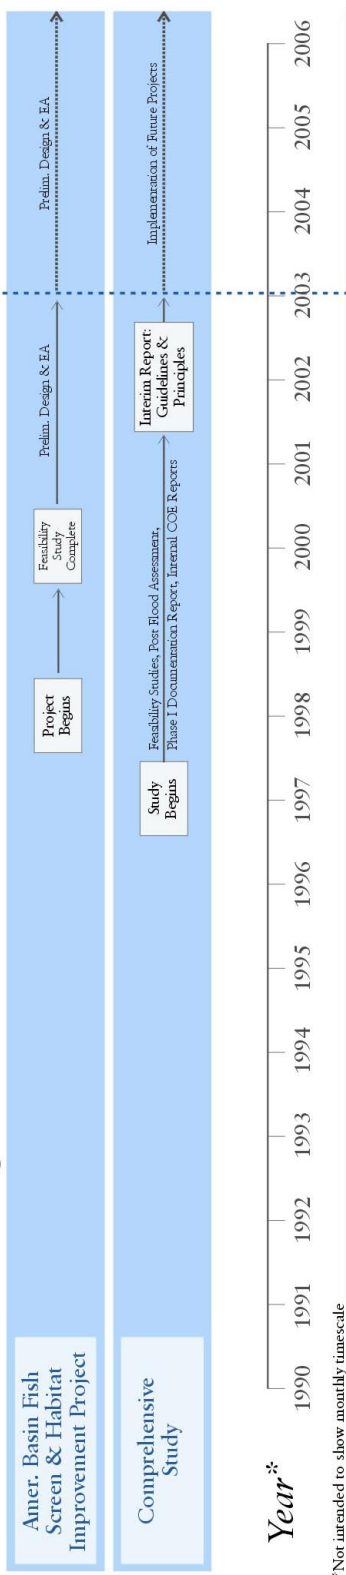 Amer. Basin Fish
Screen & Habitat
Improvement Project
Project
Begins
Feasibility
Study
Complete
Prelim. Design & EA
Prelim. Design & EA
Comprehensive
Study
Study
Begins
Feasibility Studies, Post Flood Assessment,
Phase I Documentation Report, Internal COE Reports
Interim Report:
Guidelines &
Principles
Implementation of Future Projects
Year*
1990
1991
1992
1993
1994
1995
1996
1997
1998
1999
2000
2001
2002
2003
2004
2005
2006
*Not intended to show monthly timescale